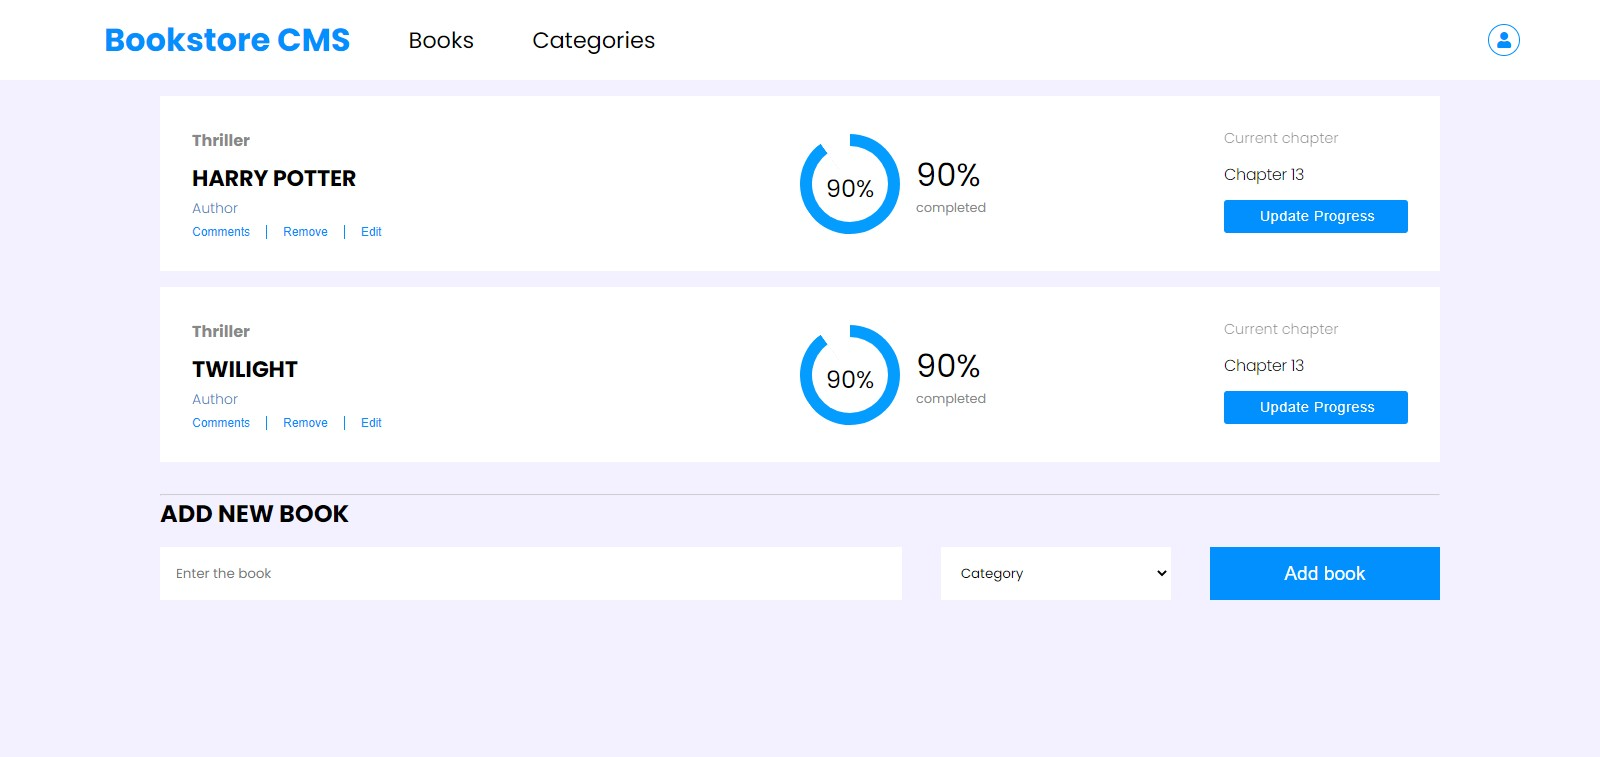 Bookstore CMS Books Categories
Thriller
HARRY POTTER
Author
Comments Remove Edit
90%
90%
completed
Current chapter
Chapter 13
Update Progress
Thriller
TWILIGHT
Author
Comments Remove Edit
90%
90%
completed
Current chapter
Chapter 13
Update Progress
ADD NEW BOOK
Enter the book Category Add book